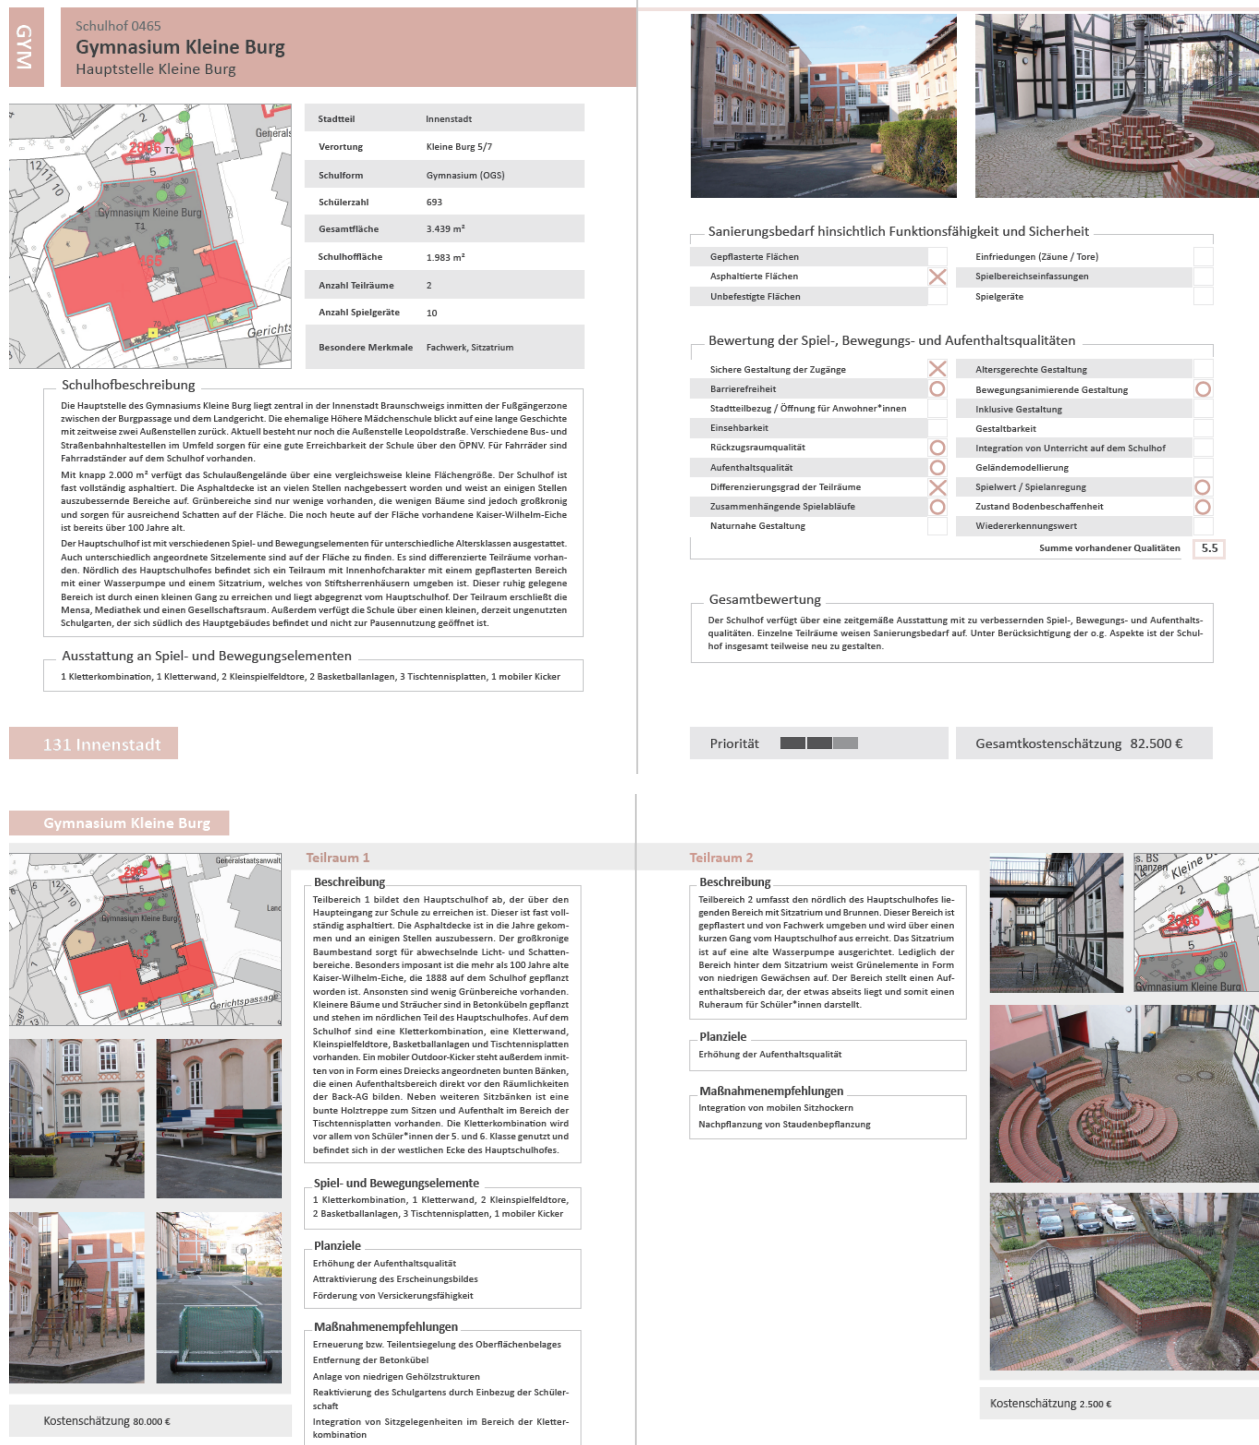 GYM
Schulhof 0465
Gymnasium Kleine Burg
Hauptstelle Kleine Burg
Generals
Gymnasium Kleine Burg
T1
T2
5
2
Gerichts
Stadtteil Innenstadt
Verortung Kleine Burg 5/7
Schulform Gymnasium (OGS)
Schülerzahl 693
Gesamtfläche 3.439 m²
Schulhoffläche 1.983 m²
Anzahl Teilräume 2
Anzahl Spielgeräte 10
Besondere Merkmale Fachwerk, Sitzatrium
Schulhofbeschreibung
Die Hauptstelle des Gymnasiums Kleine Burg liegt zentral in der Innenstadt Braunschweigs inmitten der Fußgängerzone
zwischen der Burgpassage und dem Landgericht. Die ehemalige Höhere Mädchenschule blickt auf eine lange Geschichte
mit zeitweise zwei Außenstellen zurück. Aktuell besteht nur noch die Außenstelle Leopoldstraße. Verschiedene Bus- und
Straßenbahnhaltestellen im Umfeld sorgen für eine gute Erreichbarkeit der Schule über den ÖPNV. Für Fahrräder sind
Fahrradständer auf dem Schulhof vorhanden.
Mit knapp 2.000 m² verfügt das Schulaußengelände über eine vergleichsweise kleine Flächengröße. Der Schulhof ist
fast vollständig asphaltiert. Die Asphaltdecke ist an vielen Stellen nachgebessert worden und weist an einigen Stellen
auszubessernde Bereiche auf. Grünbereiche sind nur wenige vorhanden, die wenigen Bäume sind jedoch großkronig
und sorgen für ausreichend Schatten auf der Fläche. Die noch heute auf der Fläche vorhandene Kaiser-Wilhelm-Eiche
ist bereits über 100 Jahre alt.
Der Hauptschulhof ist mit verschiedenen Spiel- und Bewegungselementen für unterschiedliche Altersklassen ausgestattet.
Auch unterschiedlich angeordnete Sitzelemente sind auf der Fläche zu finden. Es sind differenzierte Teilräume vorhan-
den. Nördlich des Hauptschulhofes befindet sich ein Teilraum mit Innenhofcharakter mit einem gepflasterten Bereich
mit einer Wasserpumpe und einem Sitzatrium, welches von Stiftsherrenhäusern umgeben ist. Dieser ruhig gelegene
Bereich ist durch einen kleinen Gang zu erreichen und liegt abgegrenzt vom Hauptschulhof. Der Teilraum erschließt die
Mensa, Mediathek und einen Gesellschaftsraum. Außerdem verfügt die Schule über einen kleinen, derzeit ungenutzten
Schulgarten, der sich südlich des Hauptgebäudes befindet und nicht zur Pausennutzung geöffnet ist.
Ausstattung an Spiel- und Bewegungselementen
1 Kletterkombination, 1 Kletterwand, 2 Kleinspielfeldtore, 2 Basketballanlagen, 3 Tischtennisplatten, 1 mobiler Kicker
131 Innenstadt
Sanierungsbedarf hinsichtlich Funktionsfähigkeit und Sicherheit
Gepflasterte Flächen Einfriedungen (Zäune / Tore)
Asphaltierte Flächen X Spielbereichseinfassungen
Unbefestigte Flächen Spielgeräte
Bewertung der Spiel-, Bewegungs- und Aufenthaltsqualitäten
Sichere Gestaltung der Zugänge X Altersgerechte Gestaltung
Barrierefreiheit O Bewegungsanimierende Gestaltung O
Stadtteilbezug / Öffnung für Anwohner*innen Inklusive Gestaltung
Einsehbarkeit Gestaltbarkeit
Rückzugsraumqualität O Integration von Unterricht auf dem Schulhof
Aufenthaltsqualität O Geländemodellierung
Differenzierungsgrad der Teilräume X Spielwert / Spielanregung O
Zusammenhängende Spielabläufe O Zustand Bodenbeschaffenheit O
Naturnahe Gestaltung Wiedererkennungswert
Summe vorhandener Qualitäten 5.5
Gesamtbewertung
Der Schulhof verfügt über eine zeitgemäße Ausstattung mit zu verbessernden Spiel-, Bewegungs- und Aufenthalts-
qualitäten. Einzelne Teilräume weisen Sanierungsbedarf auf. Unter Berücksichtigung der o.g. Aspekte ist der Schul-
hof insgesamt teilweise neu zu gestalten.
Priorität
Gesamtkostenschätzung 82.500 €
Gymnasium Kleine Burg
Generalstaatsanwalt
Land
Gymnasium Kleine Burg
Gerichtspassage
Kostenschätzung 80.000 €
Teilraum 1
Beschreibung
Teilbereich 1 bildet den Hauptschulhof ab, der über den
Haupteingang zur Schule zu erreichen ist. Dieser ist fast voll-
ständig asphaltiert. Die Asphaltdecke ist in die Jahre gekom-
men und an einigen Stellen auszubessern. Der großkronige
Baumbestand sorgt für abwechselnde Licht- und Schatten-
bereiche. Besonders imposant ist die mehr als 100 Jahre alte
Kaiser-Wilhelm-Eiche, die 1888 auf dem Schulhof gepflanzt
worden ist. Ansonsten sind wenig Grünbereiche vorhanden.
Kleinere Bäume und Sträucher sind in Betonkübeln gepflanzt
und stehen im nördlichen Teil des Hauptschulhofes. Auf dem
Schulhof sind eine Kletterkombination, eine Kletterwand,
Kleinspielfeldtore, Basketballanlagen und Tischtennisplatten
vorhanden. Ein mobiler Outdoor-Kicker steht außerdem inmit-
ten von in Form eines Dreiecks angeordneten bunten Bänken,
die einen Aufenthaltsbereich direkt vor den Räumlichkeiten
der Back-AG bilden. Neben weiteren Sitzbänken ist eine
bunte Holztreppe zum Sitzen und Aufenthalt im Bereich der
Tischtennisplatten vorhanden. Die Kletterkombination wird
vor allem von Schüler*innen der 5. und 6. Klasse genutzt und
befindet sich in der westlichen Ecke des Hauptschulhofes.
Spiel- und Bewegungselemente
1 Kletterkombination, 1 Kletterwand, 2 Kleinspielfeldtore,
2 Basketballanlagen, 3 Tischtennisplatten, 1 mobiler Kicker
Planziele
Erhöhung der Aufenthaltsqualität
Attraktivierung des Erscheinungsbildes
Förderung von Versickerungsfähigkeit
Maßnahmenempfehlungen
Erneuerung bzw. Teilentsiegelung des Oberflächenbelages
Entfernung der Betonkübel
Anlage von niedrigen Gehölzstrukturen
Reaktivierung des Schulgartens durch Einbezug der Schüler-
schaft
Integration von Sitzgelegenheiten im Bereich der Kletter-
kombination
Teilraum 2
Beschreibung
Teilbereich 2 umfasst den nördlich des Hauptschulhofes lie-
genden Bereich mit Sitzatrium und Brunnen. Dieser Bereich ist
gepflastert und von Fachwerk umgeben und wird über einen
kurzen Gang vom Hauptschulhof aus erreicht. Das Sitzatrium
ist auf eine alte Wasserpumpe ausgerichtet. Lediglich der
Bereich hinter dem Sitzatrium weist Grünelemente in Form
von niedrigen Gewächsen auf. Der Bereich stellt einen Auf-
enthaltsbereich dar, der etwas abseits liegt und somit einen
Ruheraum für Schüler*innen darstellt.
Planziele
Erhöhung der Aufenthaltsqualität
Maßnahmenempfehlungen
Integration von mobilen Sitzhockern
Nachpflanzung von Staudenbepflanzung
s. BS
inanzen
Kleine B
2
5
Gymnasium Kleine Burg
Kostenschätzung 2.500 €